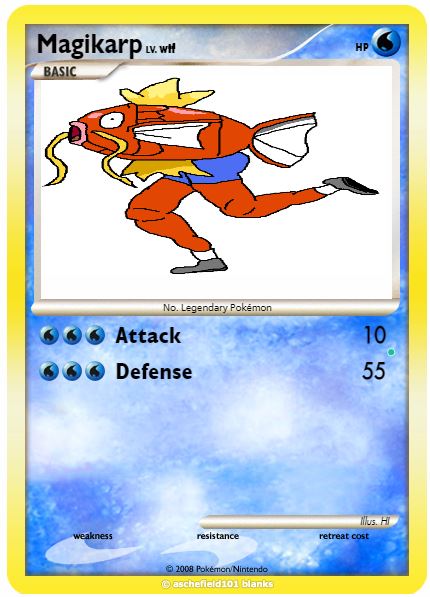 Magikarp LV. wtf HP
BASIC
No. Legendary Pokémon
Attack 10
Defense 55
Illus. HI
weakness resistance retreat cost
© 2008 Pokémon/Nintendo
© aschefield101 blanks